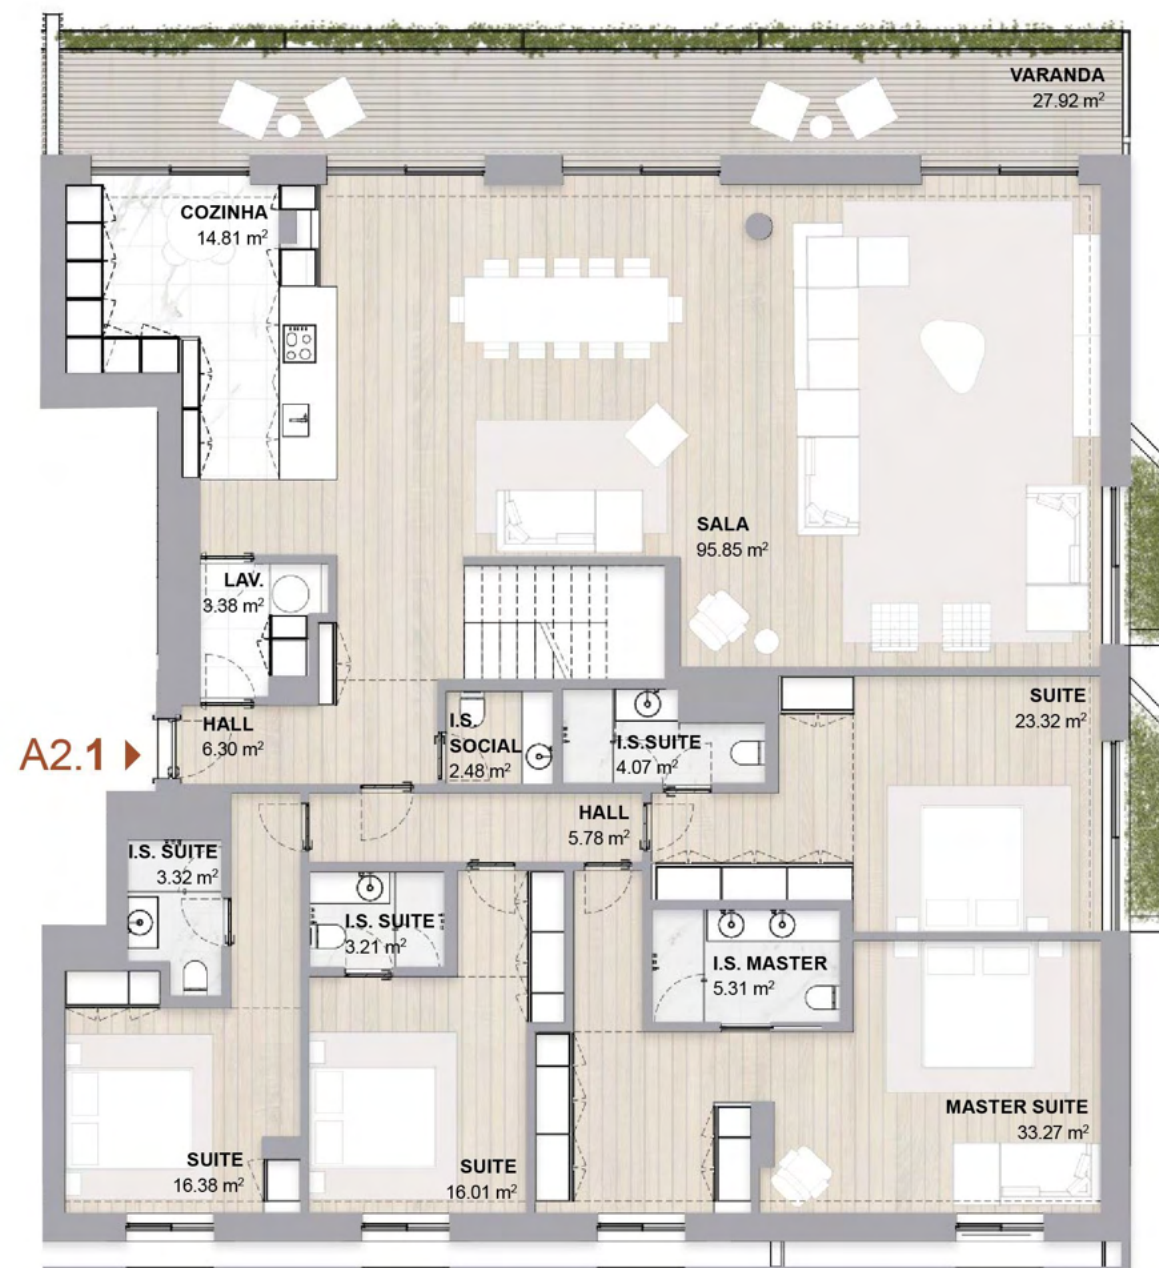 VARANDA
27.92 m²
COZINHA
14.81 m²
SALA
95.85 m²
LAV.
3.38 m²
HALL
6.30 m²
A2.1
I.S.
SOCIAL
2.48 m²
I.S.SUITE
4.07 m²
SUITE
23.32 m²
HALL
5.78 m²
I.S. SUITE
3.32 m²
I.S. SUITE
3.21 m²
I.S. MASTER
5.31 m²
MASTER SUITE
33.27 m²
SUITE
16.38 m²
SUITE
16.01 m²